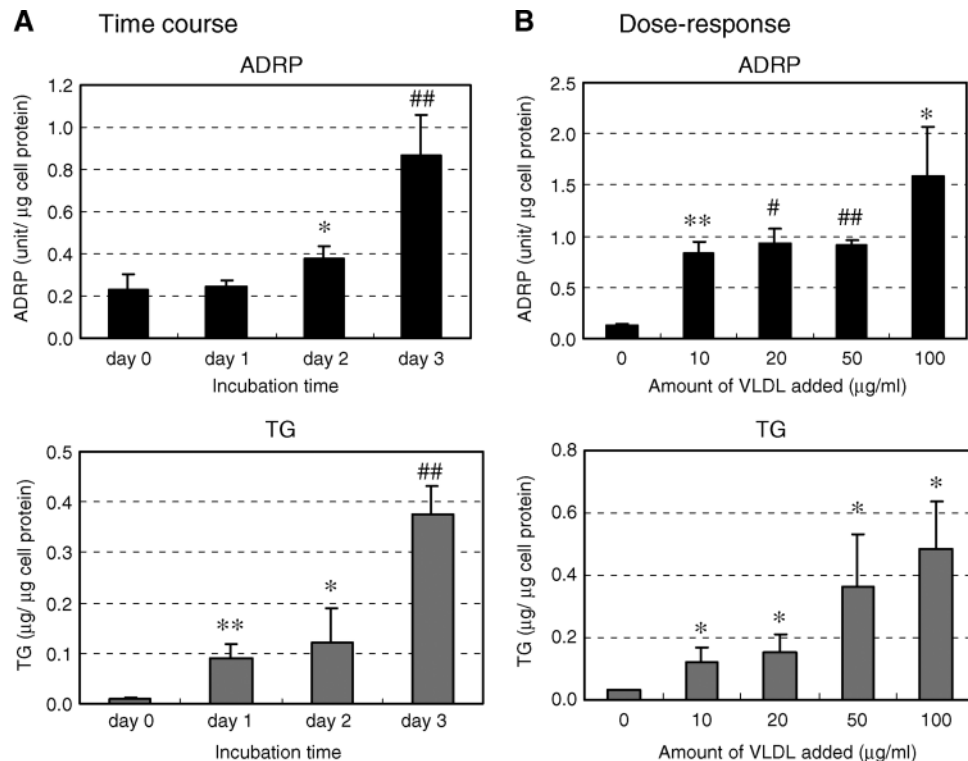 A Time course
ADRP
ADRP (unit/ μg cell protein)
1.2
1.0
0.8
0.6
0.4
0.2
0.0
*
##
day 0 day 1 day 2 day 3
Incubation time
TG
TG (μg/ μg cell protein)
0.5
0.4
0.3
0.2
0.1
0.0
**
*
##
day 0 day 1 day 2 day 3
Incubation time
B Dose-response
ADRP
ADRP (unit/ μg cell protein)
2.5
2.0
1.5
1.0
0.5
0.0
**
#
##
*
0 10 20 50 100
Amount of VLDL added (μg/ml)
TG
TG (μg/ μg cell protein)
0.8
0.6
0.4
0.2
0.0
*
*
*
*
0 10 20 50 100
Amount of VLDL added (μg/ml)